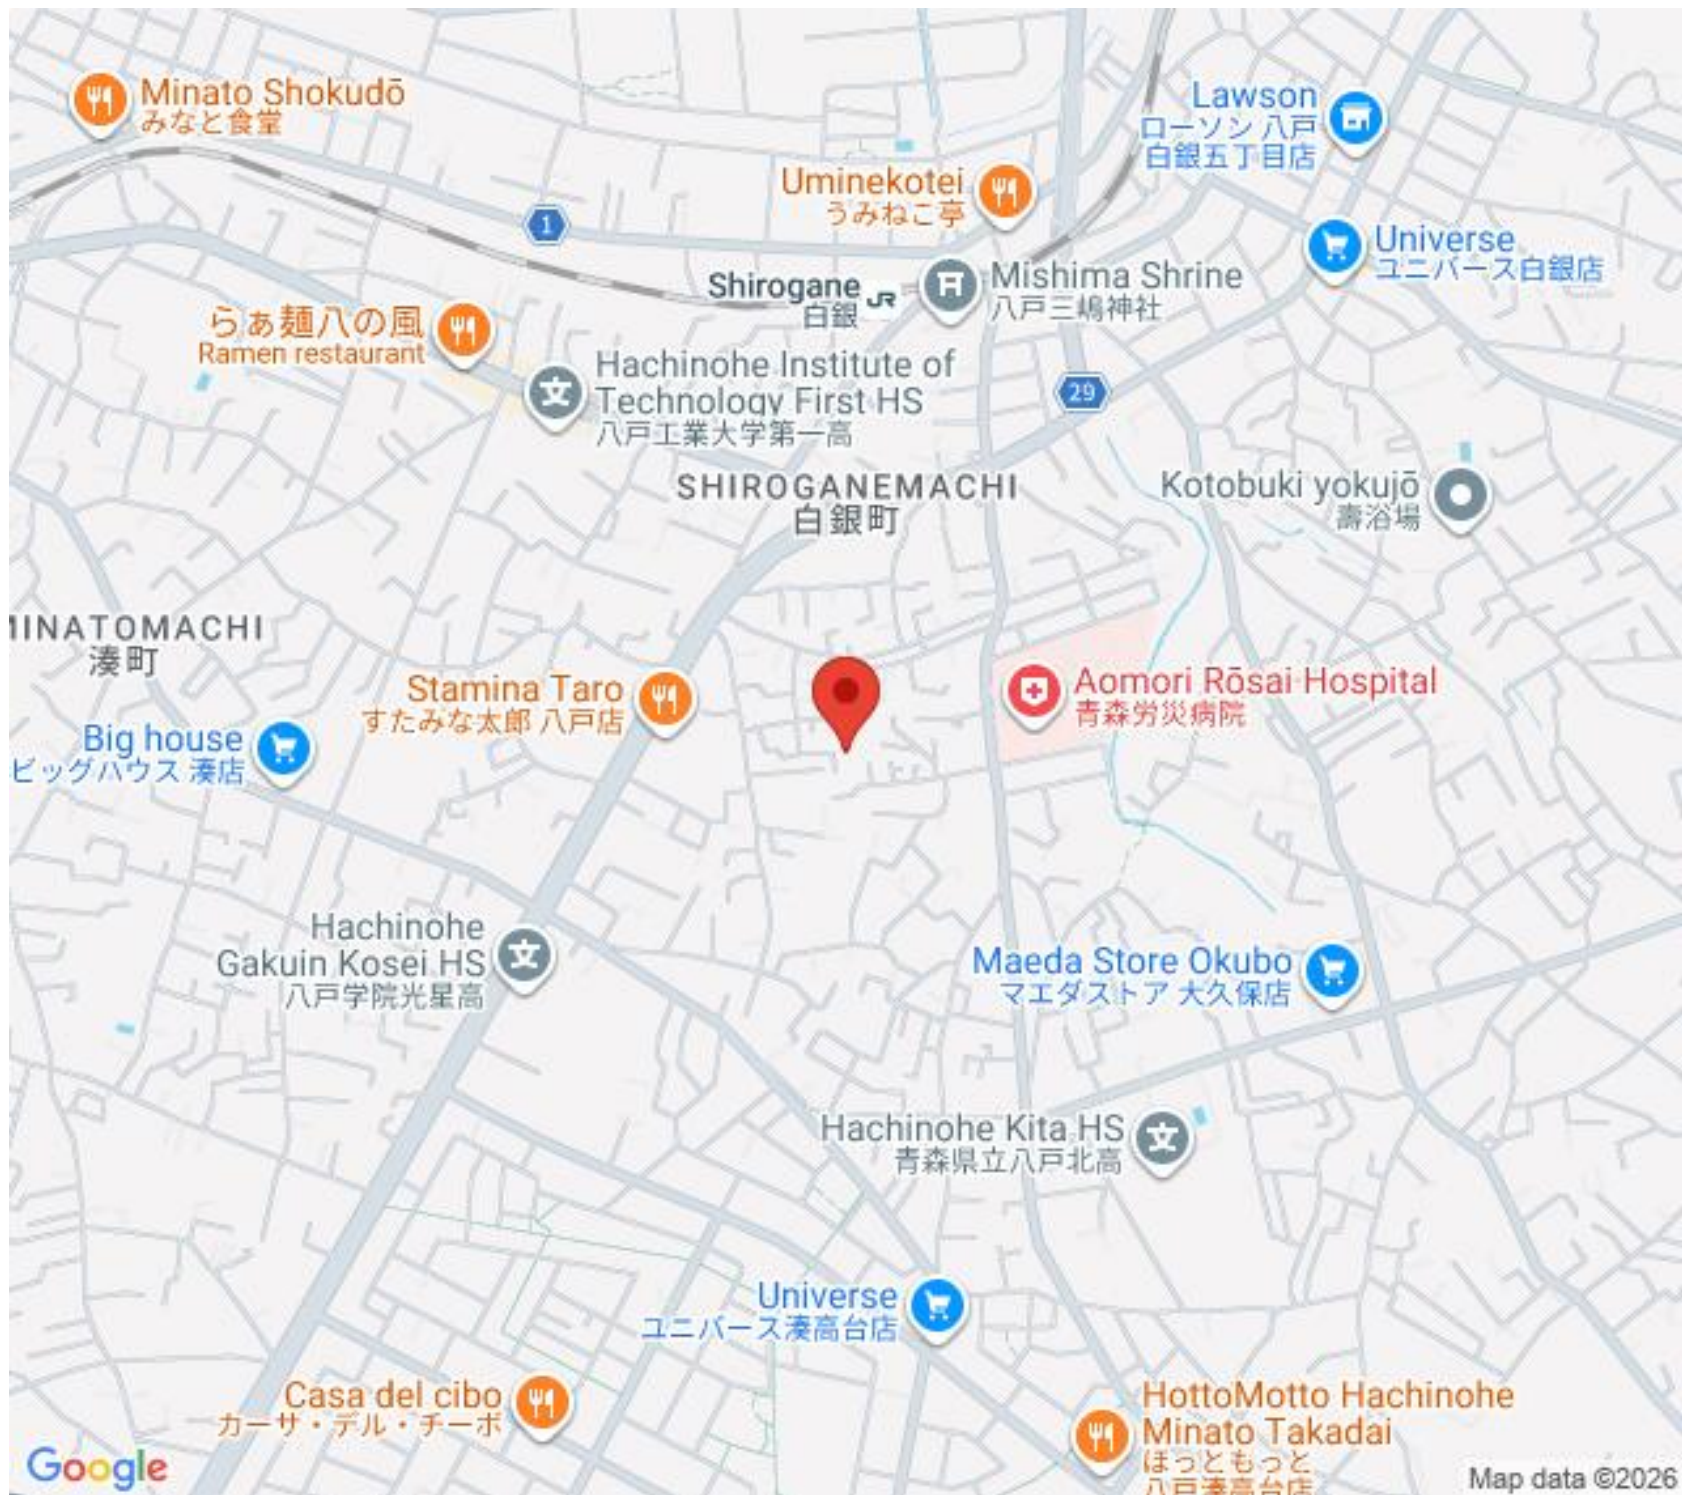 Minato Shokudō
みなと食堂
Lawson
ローソン 八戸
白銀五丁目店
Uminekotei
うみねこ亭
1
Universe
ユニバース白銀店
Shirogane
白銀
JR
Mishima Shrine
八戸三嶋神社
らぁ麺八の風
Ramen restaurant
Hachinohe Institute of
Technology First HS
八戸工業大学第一高
29
SHIROGANEMACHI
白銀町
Kotobuki yokujō
壽浴場
MINATOMACHI
湊町
Stamina Taro
すたみな太郎 八戸店
Aomori Rōsai Hospital
青森労災病院
Big house
ビッグハウス 湊店
Hachinohe
Gakuin Kosei HS
八戸学院光星高
Maeda Store Okubo
マエダストア 大久保店
Hachinohe Kita HS
青森県立八戸北高
Universe
ユニバース湊高台店
Casa del cibo
カーサ・デル・チーボ
HottoMotto Hachinohe
Minato Takadai
ほっともっと
八戸湊高台店
Google
Map data ©2026